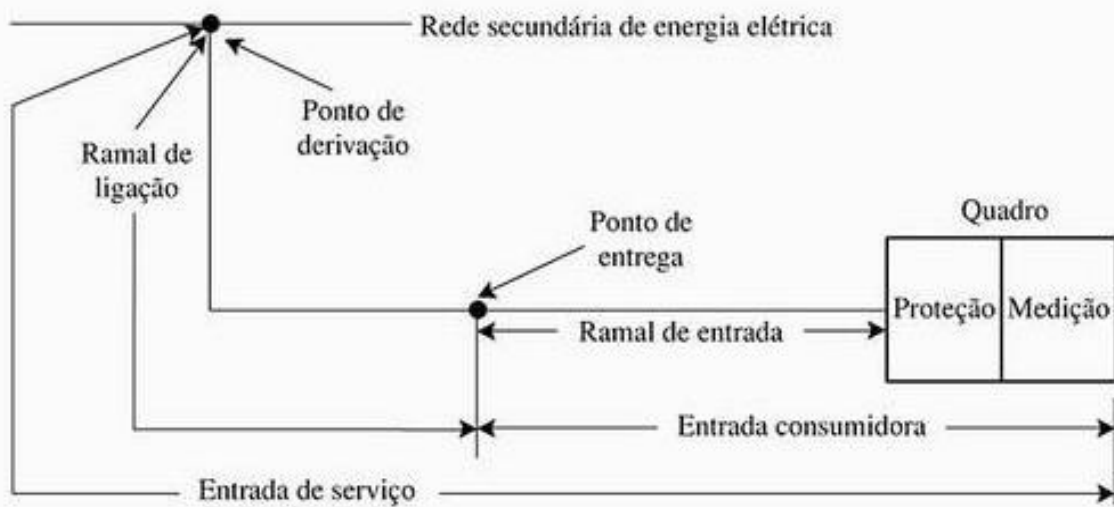 Rede secundária de energia elétrica
Ponto de
derivação
Ramal de
ligação
Ponto de
entrega
Quadro
Proteção
Medição
Ramal de entrada
Entrada consumidora
Entrada de serviço